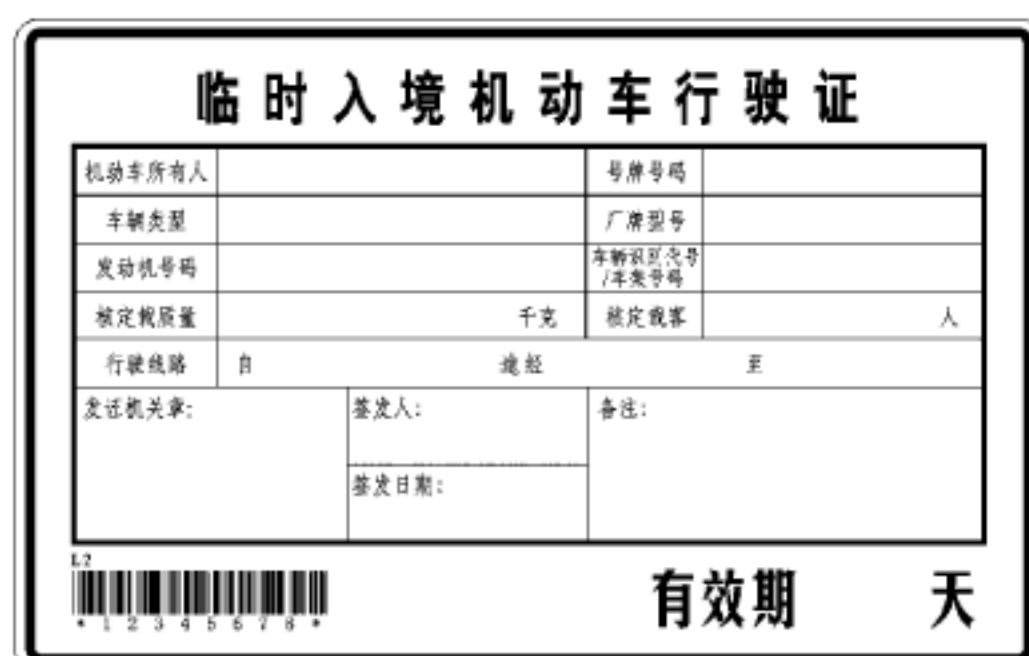 临时入境机动车行驶证
机动车所有人 号牌号码
车辆类型 厂牌型号
发动机号码 车辆识别代号/车架号码
核定载质量 千克 核定载客 人
行驶线路 自 途经 至
发证机关章: 签发人: 备注:
签发日期:
L2
*12345678*
有效期 天